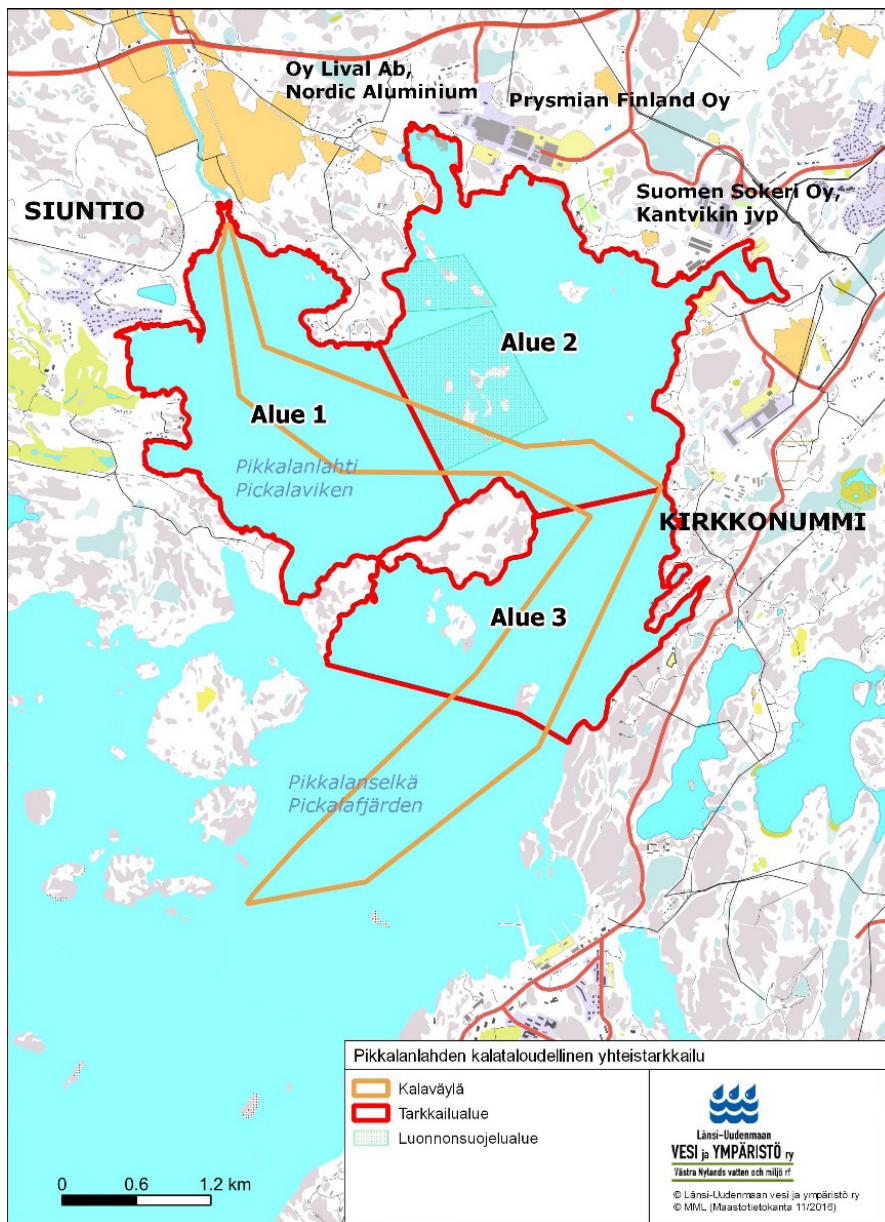 Oy Lival Ab,
Nordic Aluminium
Prysmian Finland Oy
Suomen Sokeri Oy,
Kantvikin jvp
SIUNTIO
Alue 2
Alue 1
Pikkalanlahti
Pickalaviken
KIRKKONUMMI
Alue 3
Pikkalanselkä
Pickalafjärden
Pikkalanlahden kalataloudellinen yhteistarkkailu
Kalaväylä
Tarkkailualue
Luonnonsuojelualue
0 0.6 1.2 km
Länsi-Uudenmaan
VESI ja YMPÄRISTÖ ry
Västra Nylands vatten och miljö rf
© Länsi-Uudenmaan vesi ja ympäristö ry
© MML (Maastotietokanta 11/2016)